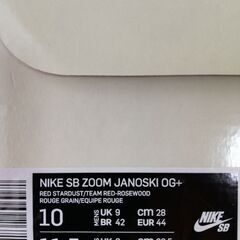 NIKE SB ZOOM JANOSKI OG+
RED STARDUST/TEAM RED-ROSEWOOD
ROUGE GRAIN/EQUIPE ROUGE
10 MENS UK 9 CM 28
BR 42 EUR 44
NIKE
SB